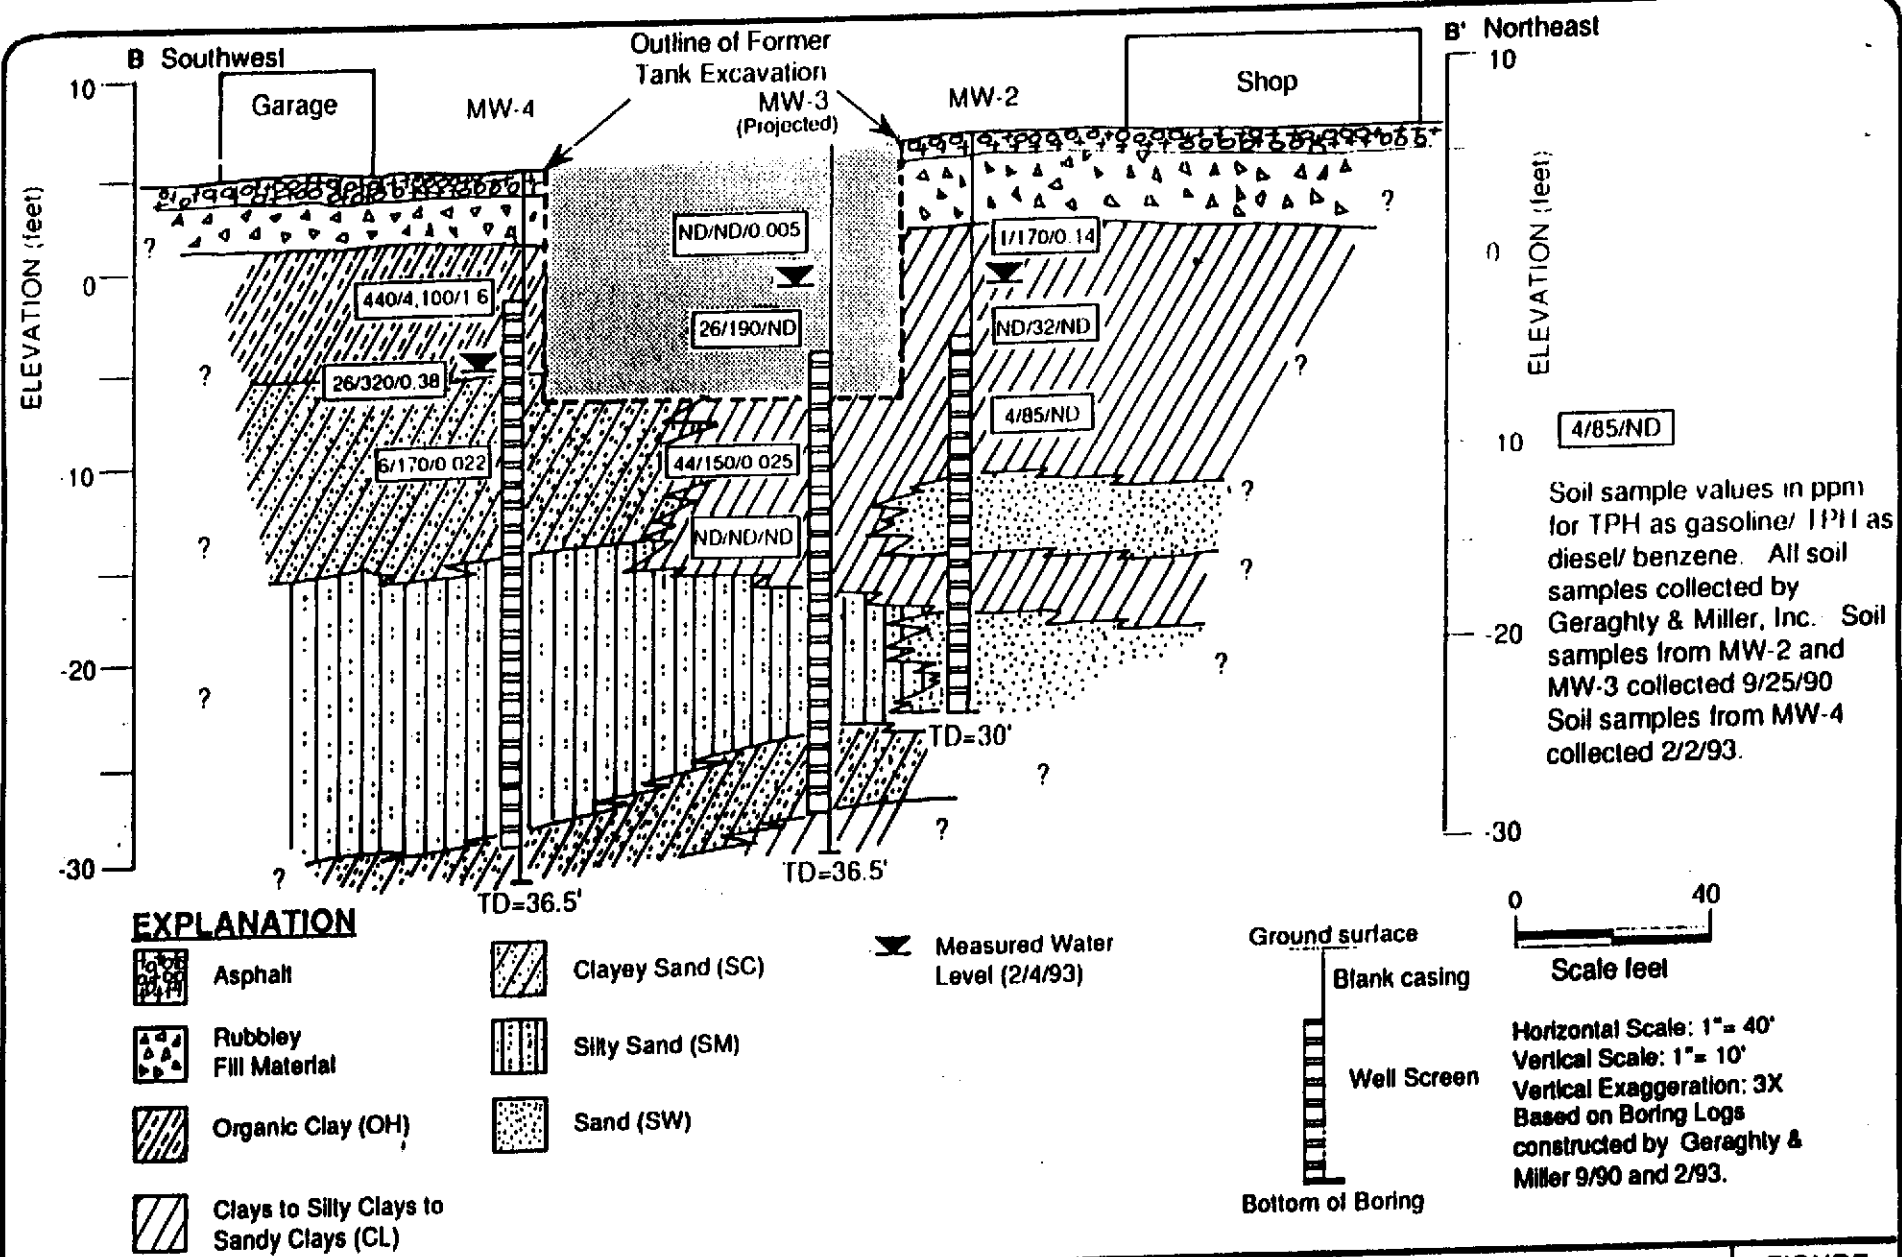 B Southwest
Outline of Former
Tank Excavation
B' Northeast
10
Garage
MW-4
MW-3
(Projected)
MW-2
Shop
10
ELEVATION (feet)
0
-10
-20
-30
ELEVATION (feet)
0
10
-20
-30
ND/ND/0.005
1/170/0.14
440/4,100/1 6
26/190/ND
ND/32/ND
26/320/0.38
4/85/ND
6/170/0 022
44/150/0 025
ND/ND/ND
?
?
?
?
?
?
?
?
?
?
?
?
TD=30'
TD=36.5'
TD=36.5'
4/85/ND
Soil sample values in ppm
for TPH as gasoline/ TPH as
diesel/ benzene. All soil
samples collected by
Geraghty & Miller, Inc. Soil
samples from MW-2 and
MW-3 collected 9/25/90
Soil samples from MW-4
collected 2/2/93.
EXPLANATION
Asphalt
Rubbley
Fill Material
Organic Clay (OH)
Clays to Silly Clays to
Sandy Clays (CL)
Clayey Sand (SC)
Silty Sand (SM)
Sand (SW)
Measured Water
Level (2/4/93)
Ground surface
Blank casing
Well Screen
Bottom of Boring
0 40
Scale feet
Horizontal Scale: 1"= 40'
Vertical Scale: 1"= 10'
Vertical Exaggeration: 3X
Based on Boring Logs
constructed by Geraghty &
Miller 9/90 and 2/93.